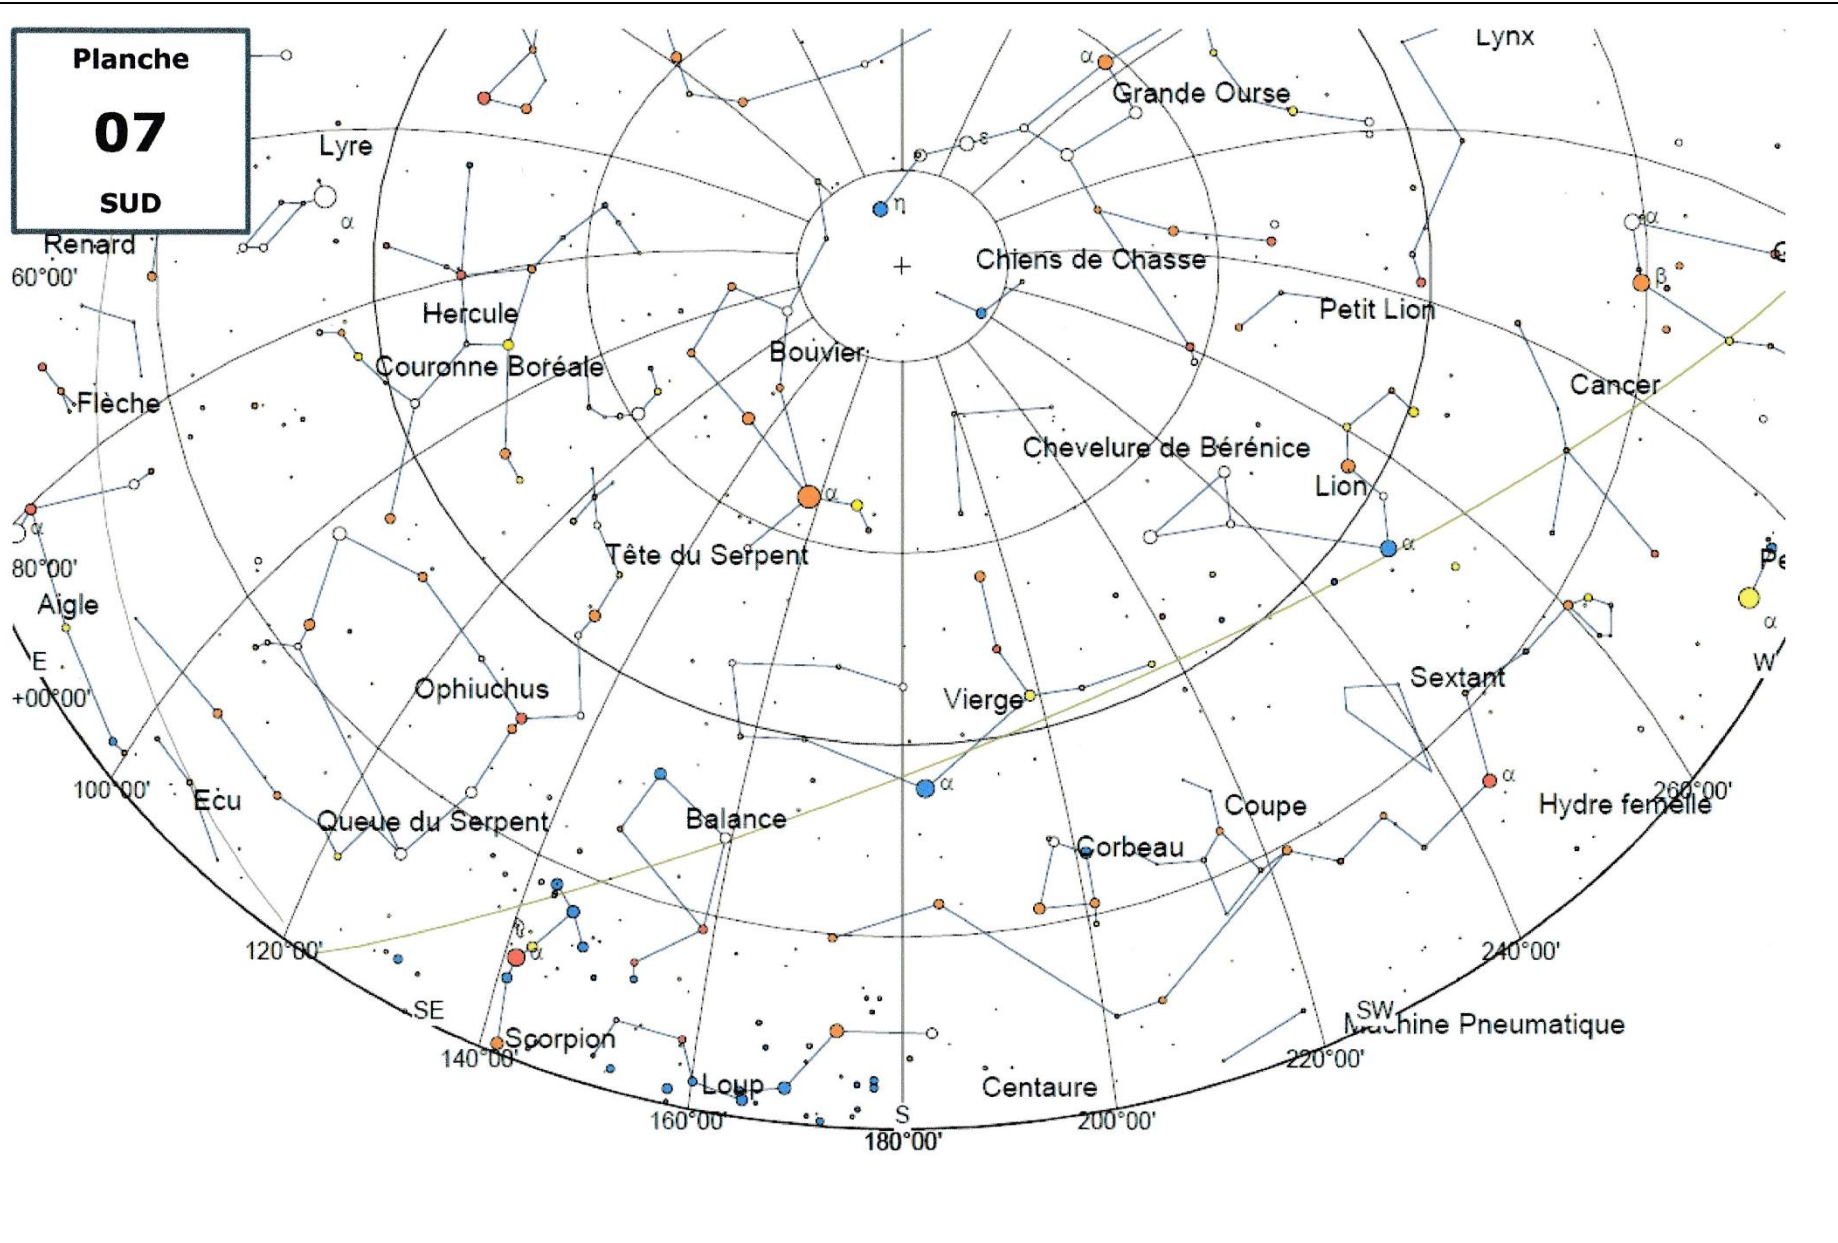 Planche
07
SUD
Lynx
α
Grande Ourse
ε
Lyre
α
η
α
Renard
Chiens de Chasse
60°00'
β
Hercule
Petit Lion
Bouvier
Couronne Boréale
Cancer
Flèche
Chevelure de Bérénice
Lion
α
α
α
Tête du Serpent
Pe
80°00'
Aigle
α
E
W
Sextant
Ophiuchus
+00°00'
Vierge
α
α
100°00'
Ecu
260°00'
Hydre femelle
Coupe
Queue du Serpent
Balance
Corbeau
120°00'
α
240°00'
SE
SW
Machine Pneumatique
Scorpion
140°00'
220°00'
Loup
Centaure
160°00'
S
200°00'
180°00'